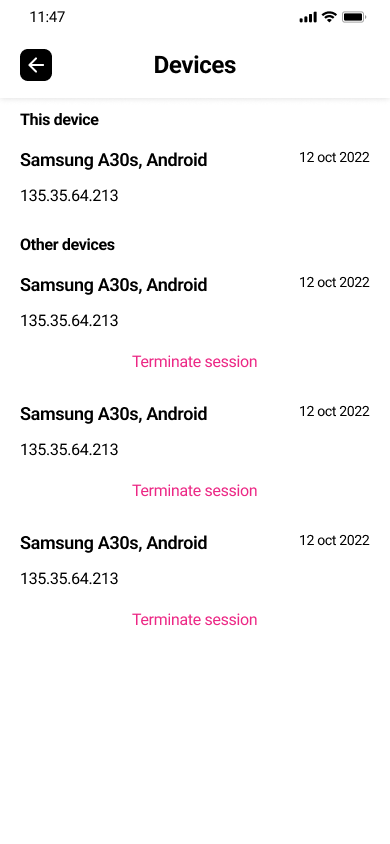 11:47
Devices
This device
Samsung A30s, Android 12 oct 2022
135.35.64.213
Other devices
Samsung A30s, Android 12 oct 2022
135.35.64.213
Terminate session
Samsung A30s, Android 12 oct 2022
135.35.64.213
Terminate session
Samsung A30s, Android 12 oct 2022
135.35.64.213
Terminate session